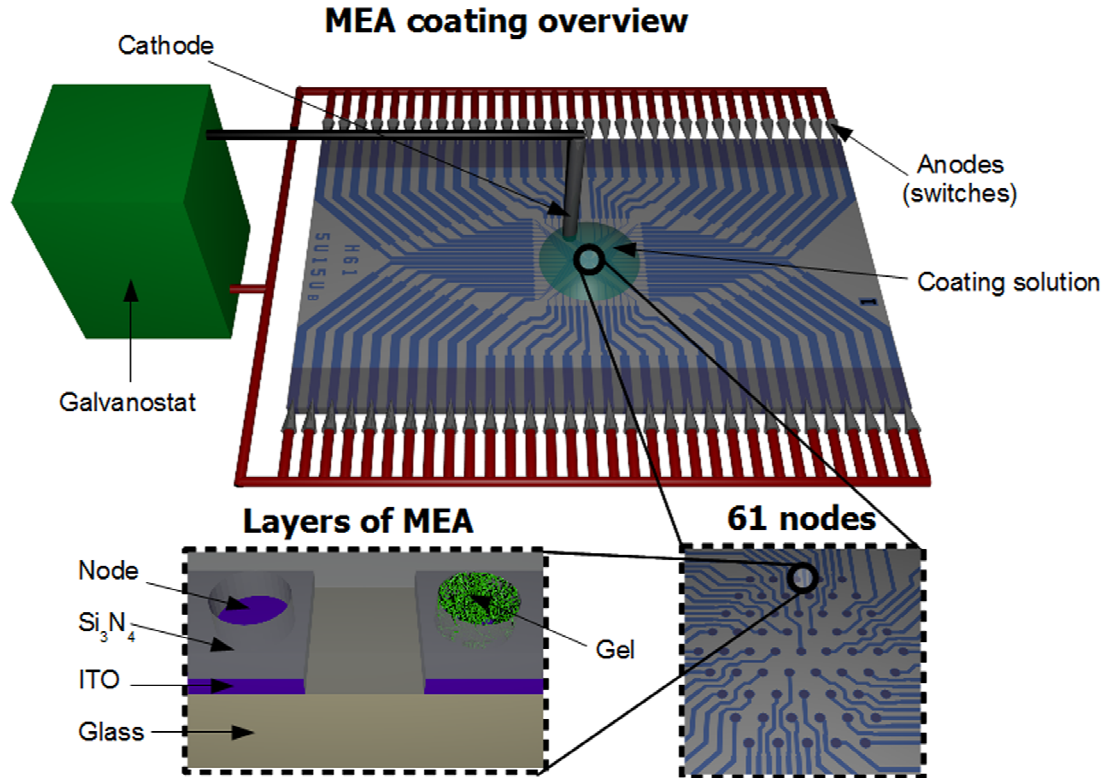 MEA coating overview
Cathode
Anodes
(switches)
H61
5U15U8
Coating solution
1
Galvanostat
Layers of MEA
61 nodes
Node
Si3N4
Gel
ITO
Glass